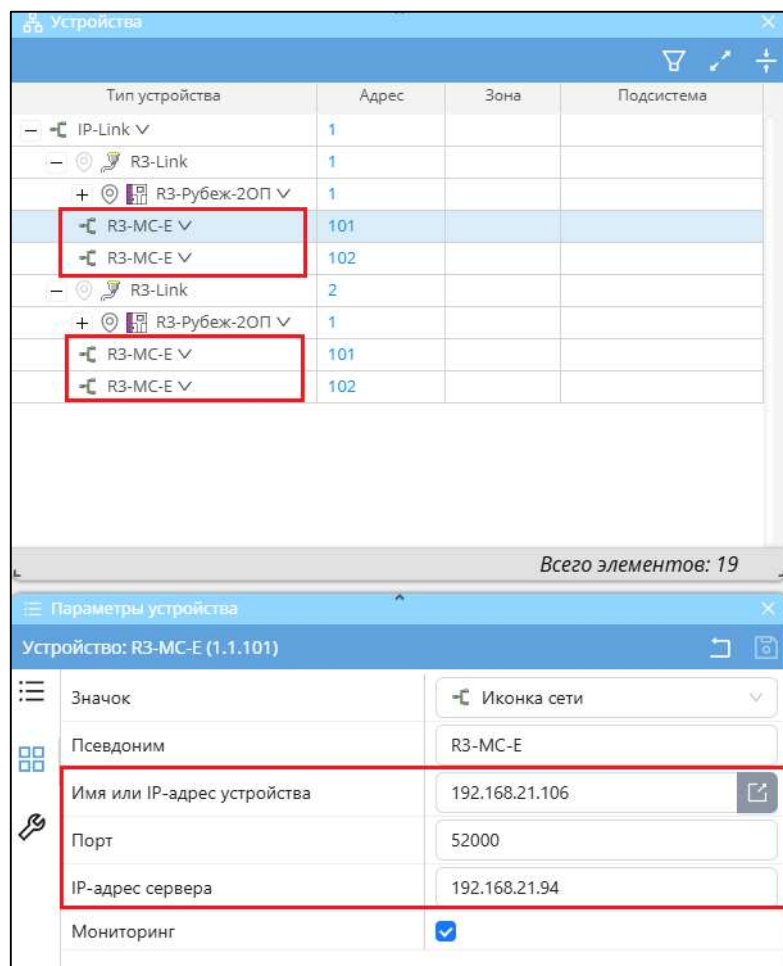 Устройства
Тип устройства Адрес Зона Подсистема
IP-Link 1
R3-Link 1
R3-Рубеж-2ОП 1
R3-MC-E 101
R3-MC-E 102
R3-Link 2
R3-Рубеж-2ОП 1
R3-MC-E 101
R3-MC-E 102
Всего элементов: 19
Параметры устройства
Устройство: R3-MC-E (1.1.101)
Значок Иконка сети
Псевдоним R3-MC-E
Имя или IP-адрес устройства 192.168.21.106
Порт 52000
IP-адрес сервера 192.168.21.94
Мониторинг